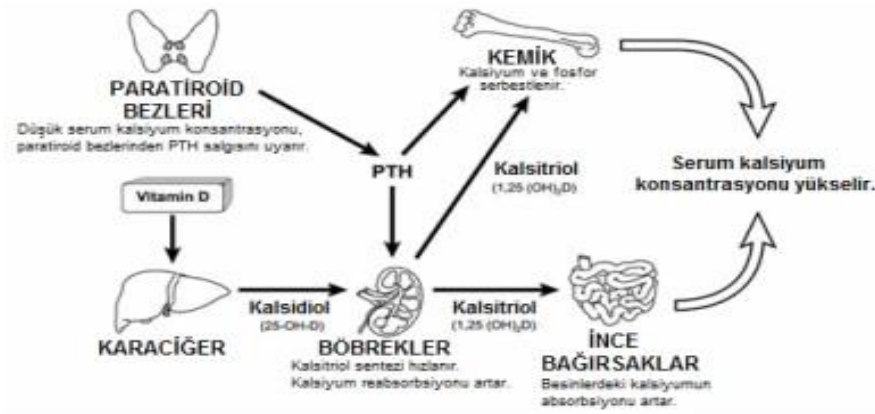 PARATİROİD
BEZLERİ
Düşük serum kalsiyum konsantrasyonu,
paratiroid bezlerinden PTH salgısını uyarır.
KEMİK
Kalsiyum ve fosfor
serbestlenir.
PTH
Kalsitriol
(1,25 (OH)₂D)
Serum kalsiyum
konsantrasyonu yükselir.
Vitamin D
KARACİĞER
Kalsidiol
(25-OH-D)
BÖBREKLER
Kalsitriol sentezi hızlanır.
Kalsiyum reabsorbsiyonu artar.
Kalsitriol
(1,25 (OH)₂D)
İNCE
BAĞIRSAKLAR
Besinlerdeki kalsiyumun
absorbsiyonu artar.